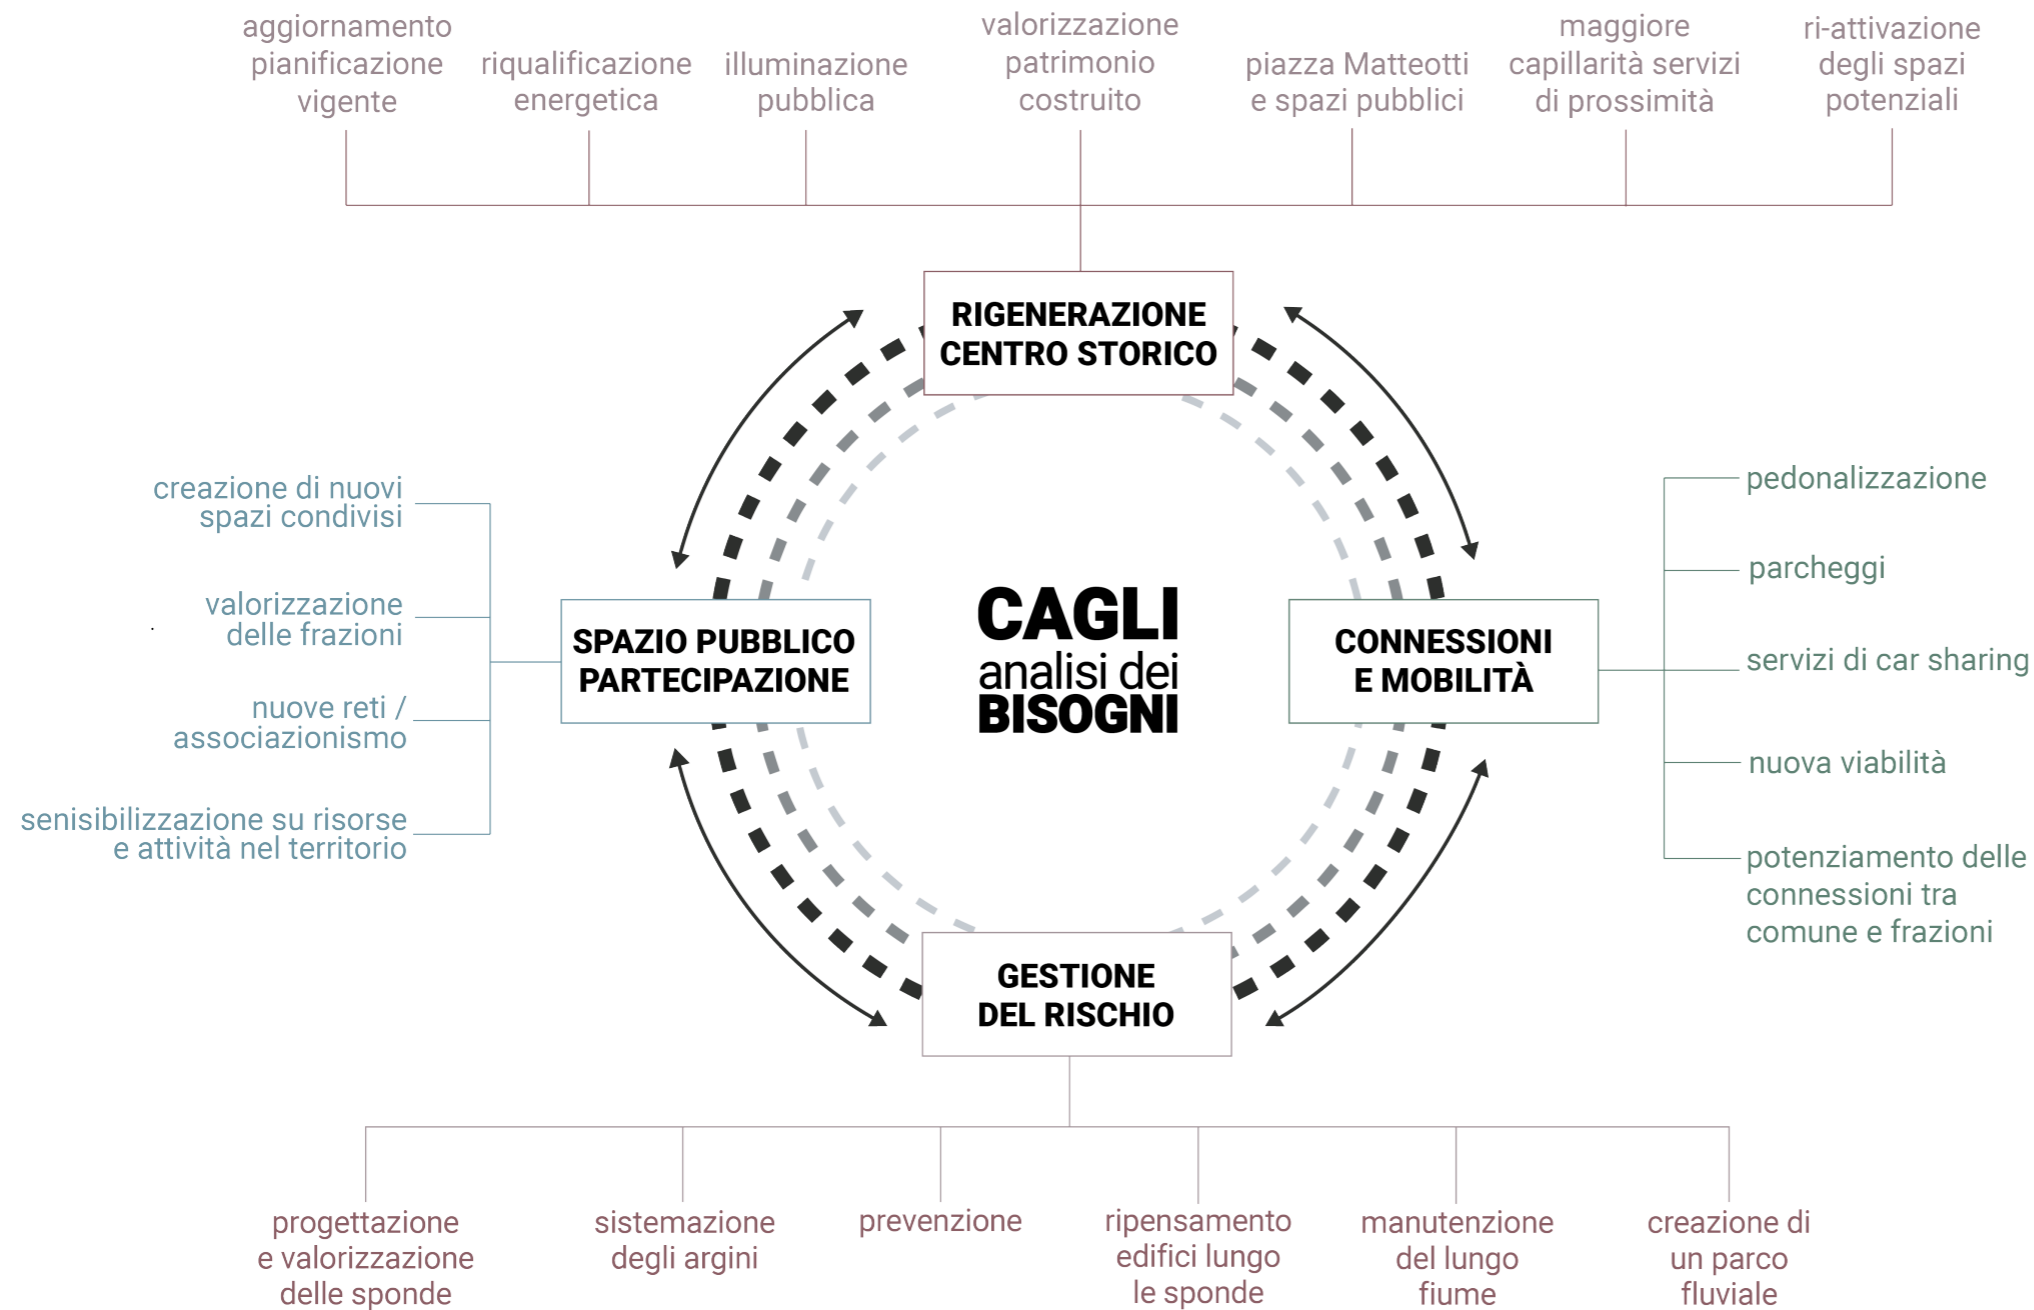 aggiornamento
pianificazione
vigente
riqualificazione
energetica
illuminazione
pubblica
valorizzazione
patrimonio
costruito
piazza Matteotti
e spazi pubblici
maggiore
capillarità servizi
di prossimità
ri-attivazione
degli spazi
potenziali
RIGENERAZIONE
CENTRO STORICO
creazione di nuovi
spazi condivisi
valorizzazione
delle frazioni
nuove reti /
associazionismo
senisibilizzazione su risorse
e attività nel territorio
SPAZIO PUBBLICO
PARTECIPAZIONE
CAGLI
analisi dei
BISOGNI
CONNESSIONI
E MOBILITÀ
pedonalizzazione
parcheggi
servizi di car sharing
nuova viabilità
potenziamento delle
connessioni tra
comune e frazioni
GESTIONE
DEL RISCHIO
progettazione
e valorizzazione
delle sponde
sistemazione
degli argini
prevenzione
ripensamento
edifici lungo
le sponde
manutenzione
del lungo
fiume
creazione di
un parco
fluviale